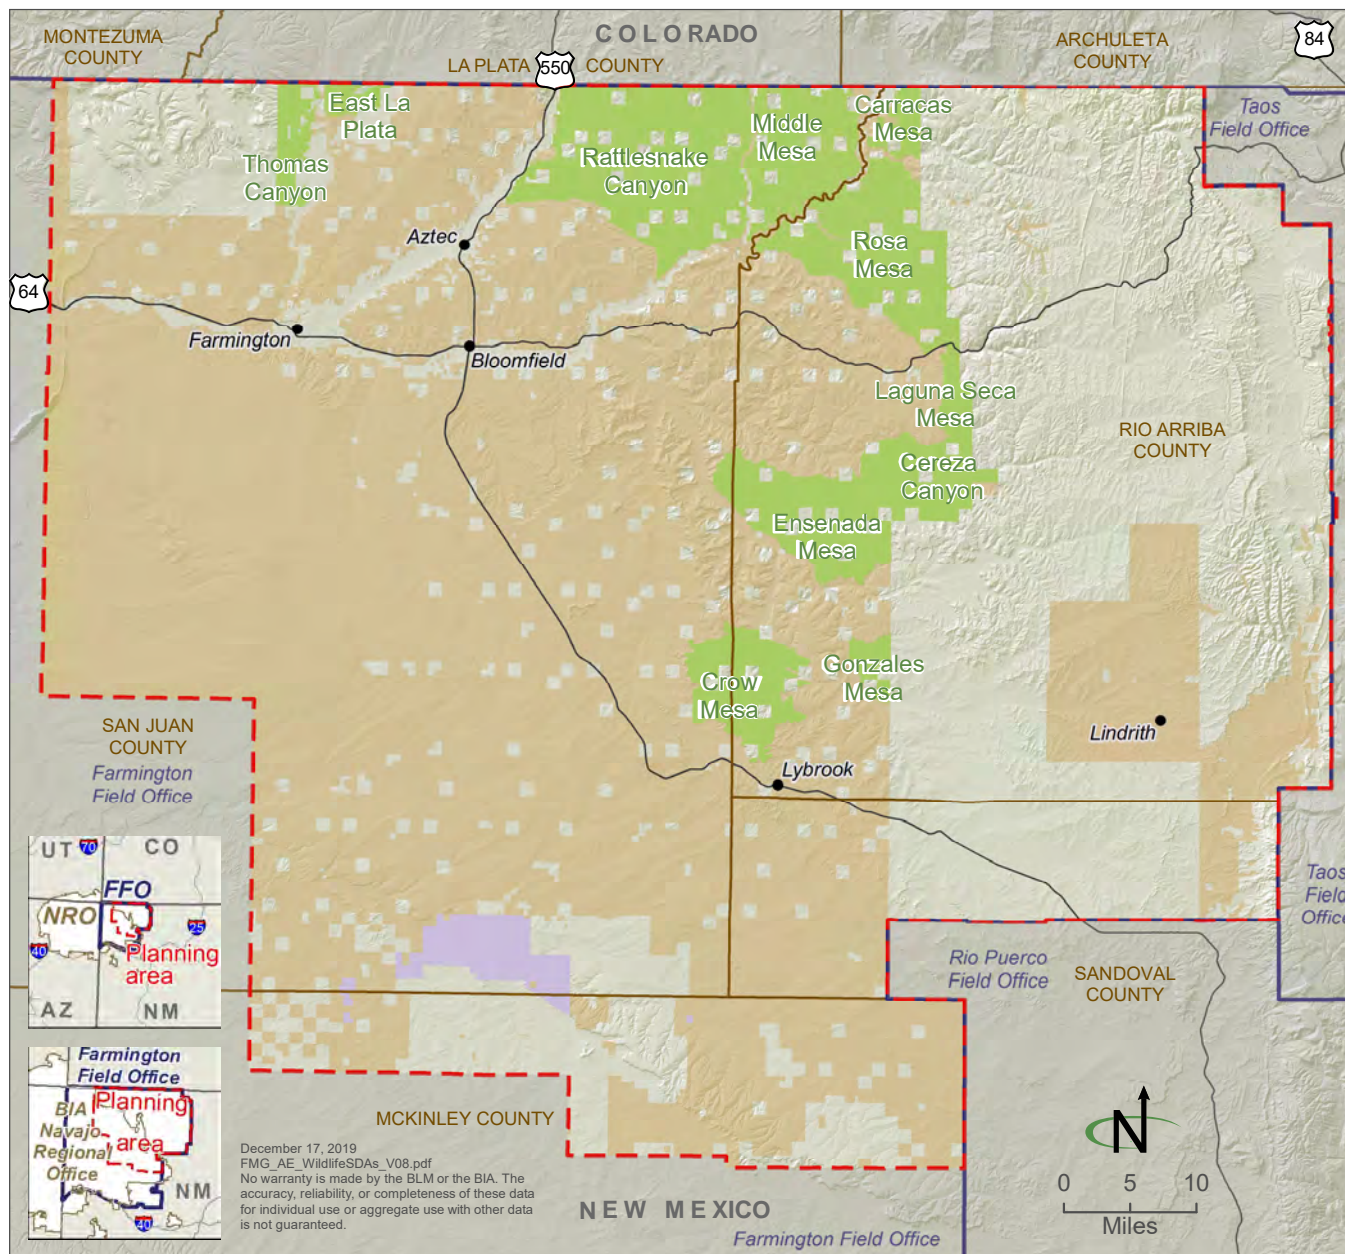 COLORADO
MONTEZUMA
COUNTY
LA PLATA
550
COUNTY
ARCHULETA
COUNTY
84
Taos
Field Office
East La
Plata
Thomas
Canyon
Rattlesnake
Canyon
Middle
Mesa
Carracas
Mesa
Rosa
Mesa
Aztec
64
Farmington
Bloomfield
Laguna Seca
Mesa
Cereza
Canyon
RIO ARRIBA
COUNTY
Ensenada
Mesa
Crow
Mesa
Gonzales
Mesa
Lindrith
Lybrook
SAN JUAN
COUNTY
Farmington
Field Office
UT
70
CO
FFO
NRO
25
40
Planning
area
AZ
NM
Taos
Field
Office
Rio Puerco
Field Office
SANDOVAL
COUNTY
Farmington
Field Office
Planning
area
BIA
Navajo
Regional
Office
NM
40
MCKINLEY COUNTY
December 17, 2019
FMG_AE_WildlifeSDAs_V08.pdf
No warranty is made by the BLM or the BIA. The
accuracy, reliability, or completeness of these data
for individual use or aggregate use with other data
is not guaranteed.
NEW MEXICO
Farmington Field Office
N
0 5 10
Miles